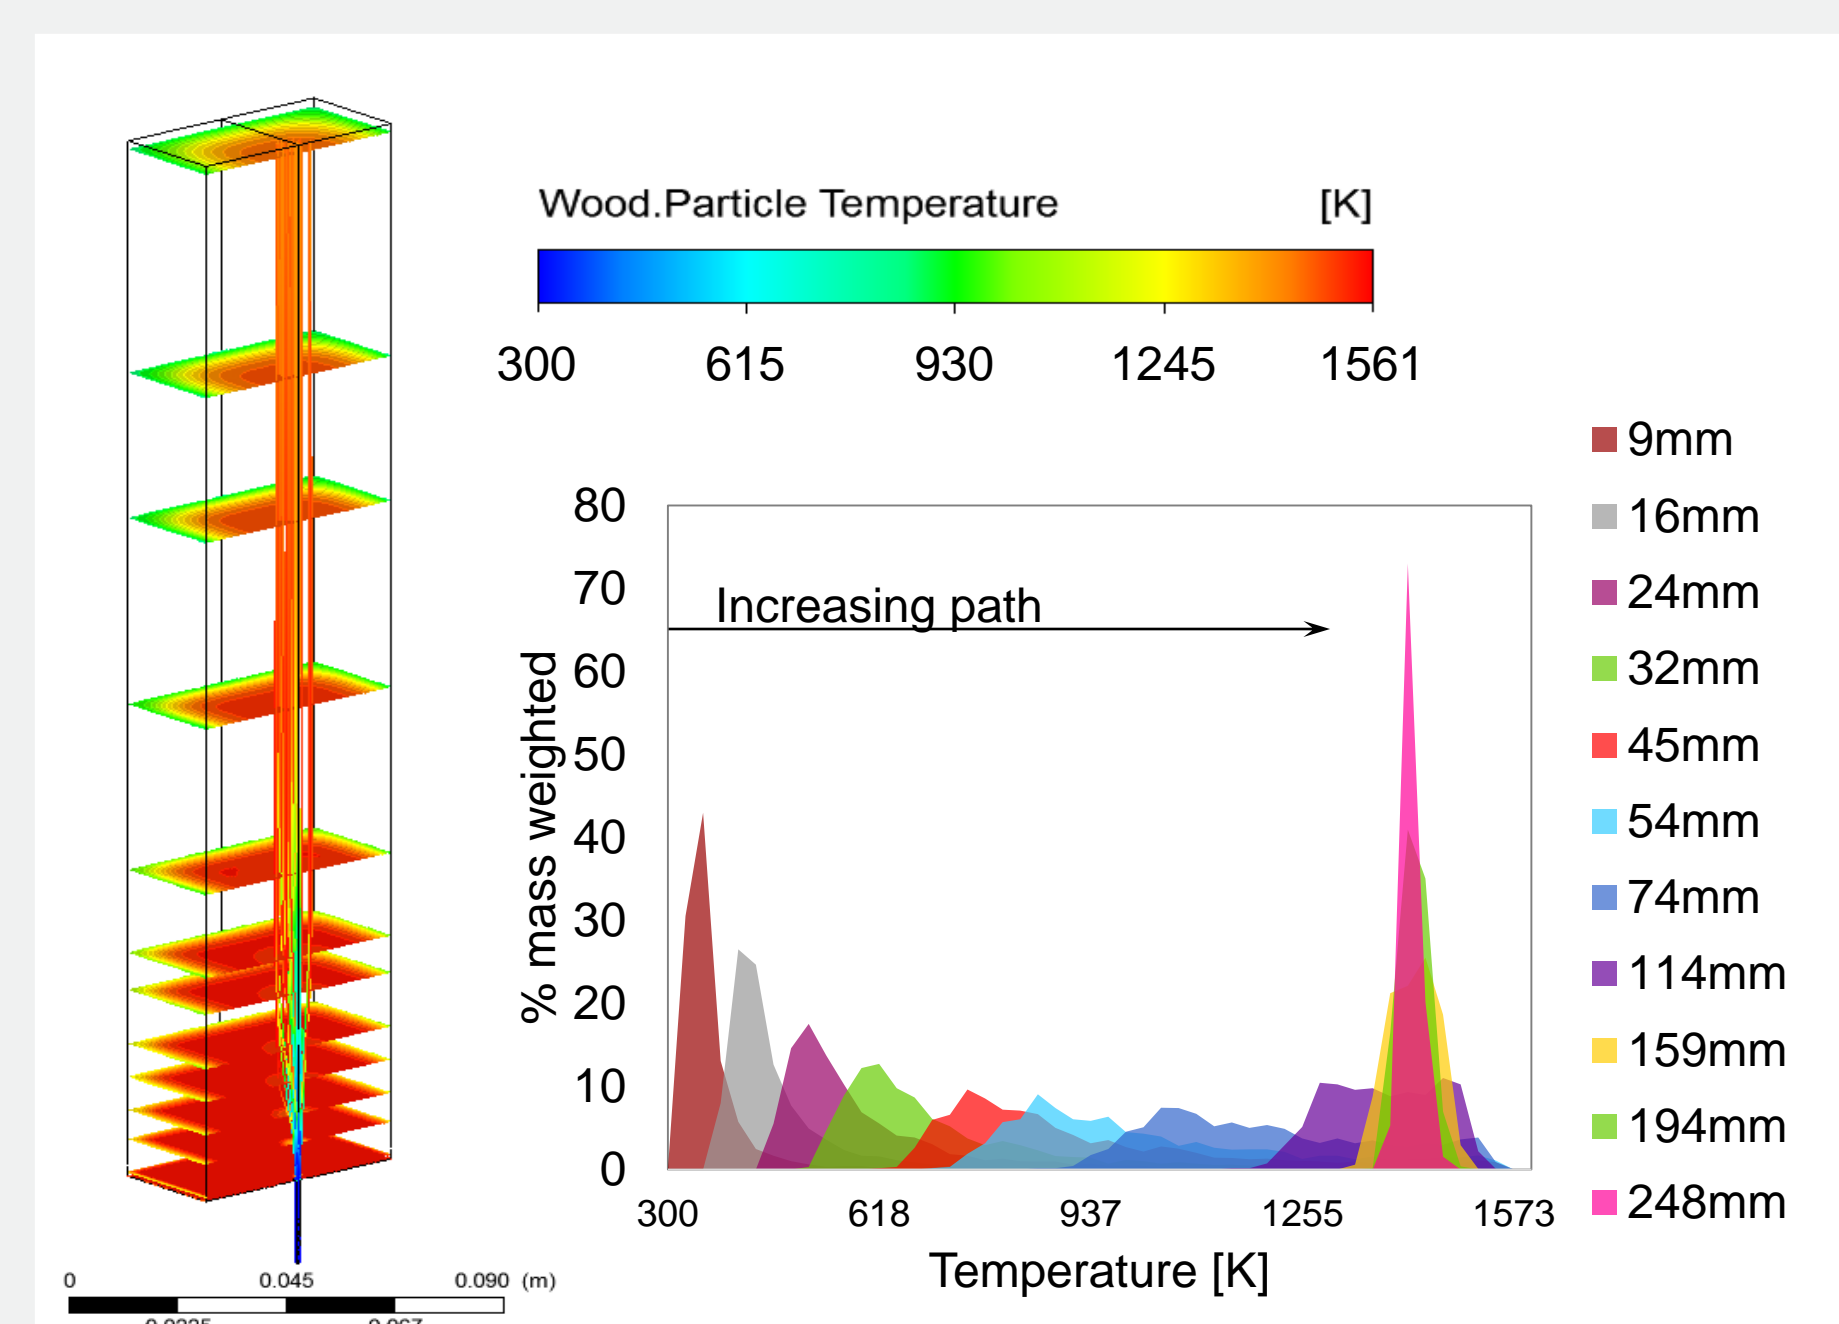 Wood.Particle Temperature [K]
300 615 930 1245 1561
80
70
60
50
40
30
20
10
0
% mass weighted
Increasing path
300 618 937 1255 1573
Temperature [K]
9mm
16mm
24mm
32mm
45mm
54mm
74mm
114mm
159mm
194mm
248mm
0 0.045 0.090 (m)